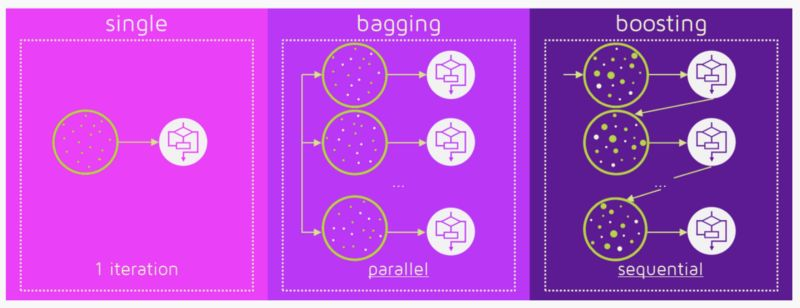 single
bagging
boosting
...
...
1 iteration
parallel
sequential